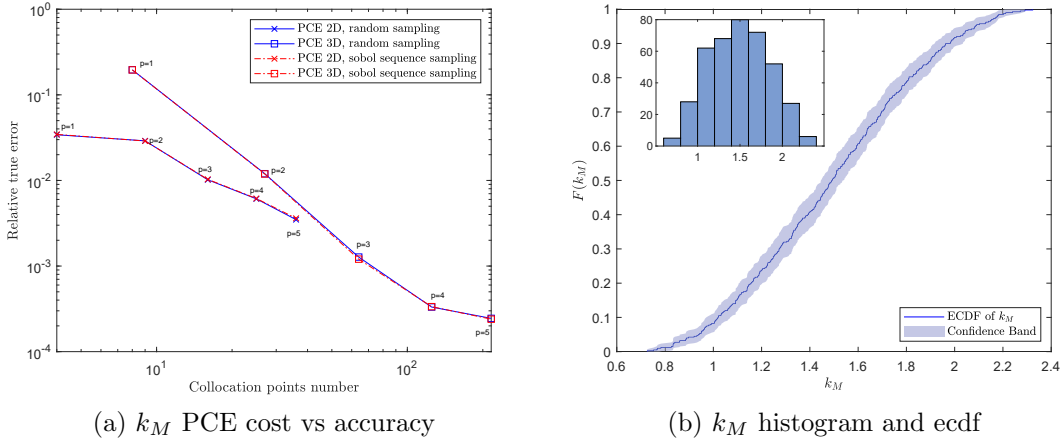 PCE 2D, random sampling
PCE 3D, random sampling
PCE 2D, sobol sequence sampling
PCE 3D, sobol sequence sampling
10^0
10^-1
10^-2
10^-3
10^-4
Relative true error
p=1
p=1
p=2
p=2
p=3
p=4
p=5
p=3
p=4
p=5
10^1
10^2
Collocation points number
(a) k_M PCE cost vs accuracy
80
60
40
20
0
1
1.5
2
1
0.9
0.8
0.7
0.6
0.5
0.4
0.3
0.2
0.1
0
F(k_M)
ECDF of k_M
Confidence Band
0.6
0.8
1
1.2
1.4
1.6
1.8
2
2.2
2.4
k_M
(b) k_M histogram and ecdf